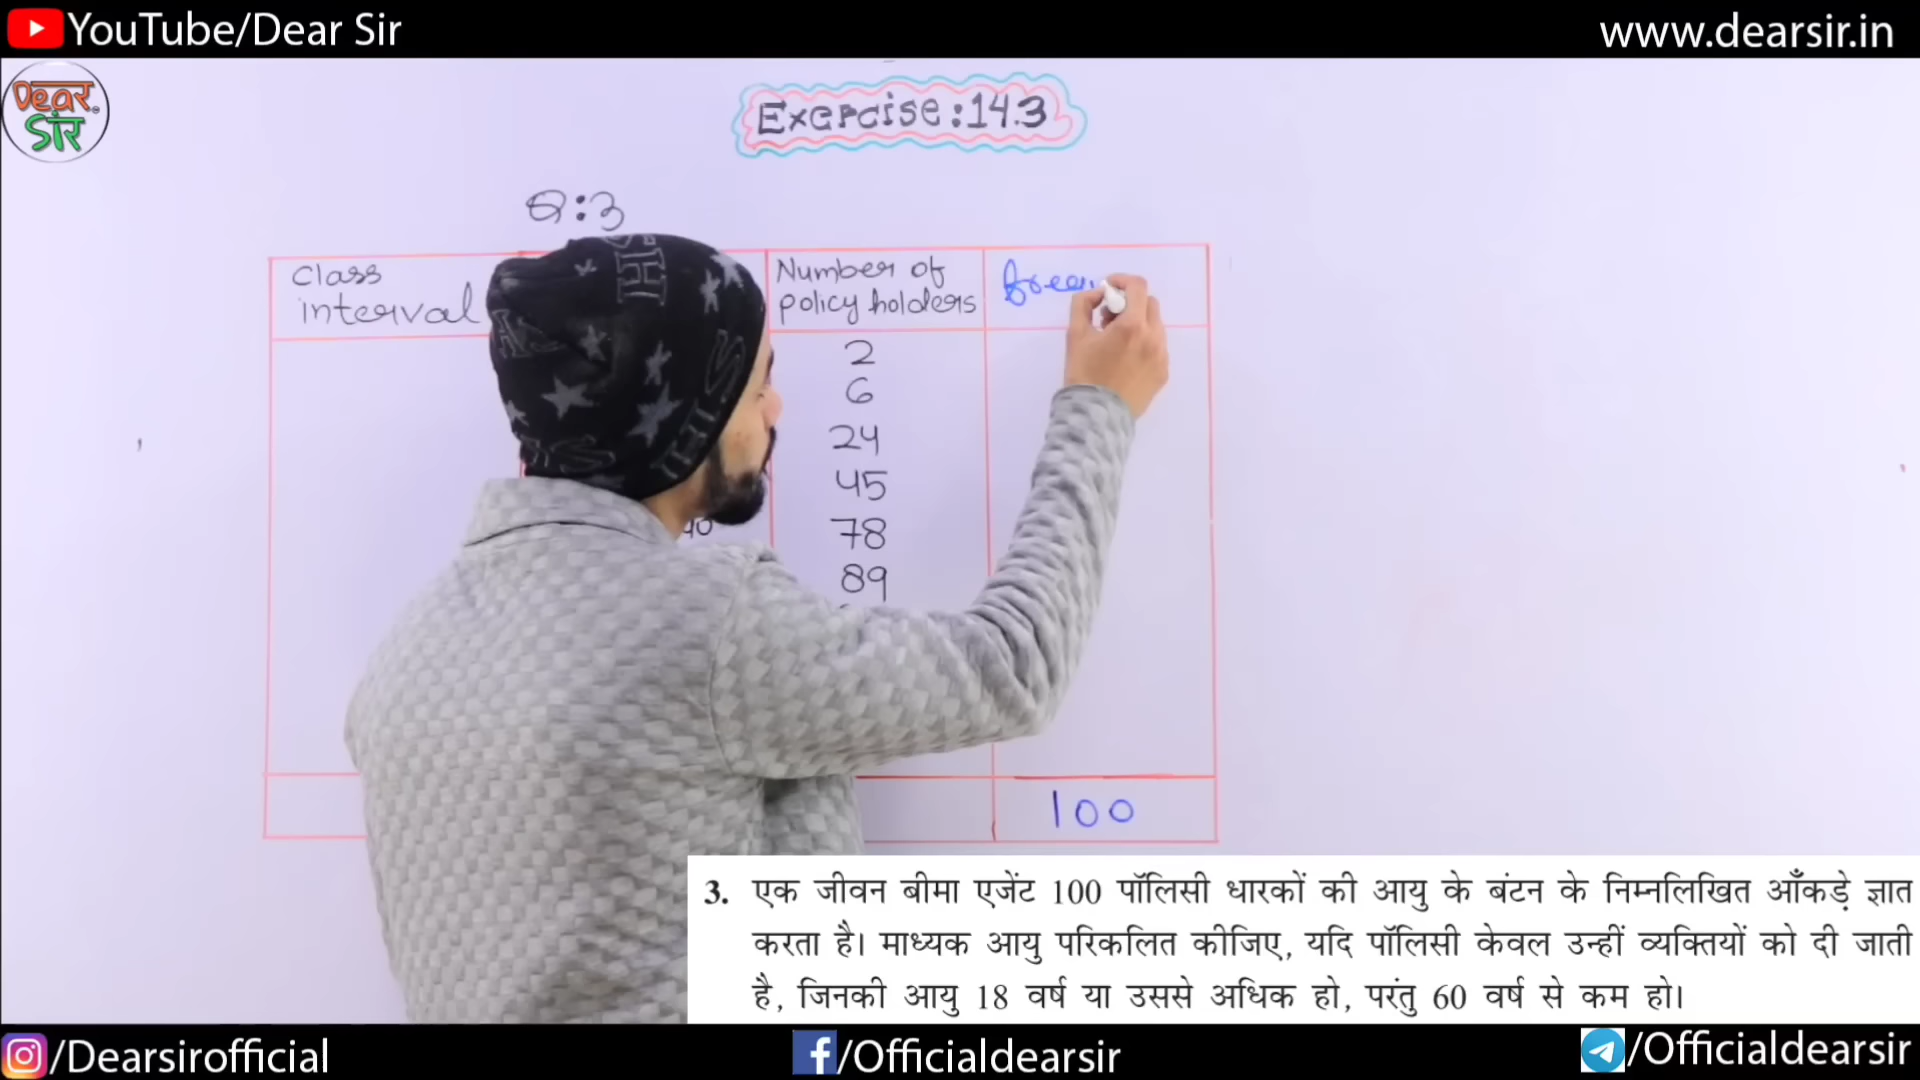 YouTube/Dear Sir
www.dearsir.in
Dear
सर
Exercise:14.3
Q:3
Class interval
Number of policy holders
2
6
24
45
40
78
89
100
3. एक जीवन बीमा एजेंट 100 पॉलिसी धारकों की आयु के बंटन के निम्नलिखित आँकड़े ज्ञात
करता है। माध्यक आयु परिकलित कीजिए, यदि पॉलिसी केवल उन्हीं व्यक्तियों को दी जाती
है, जिनकी आयु 18 वर्ष या उससे अधिक हो, परंतु 60 वर्ष से कम हो।
/Dearsirofficial
/Officialdearsir
/Officialdearsir